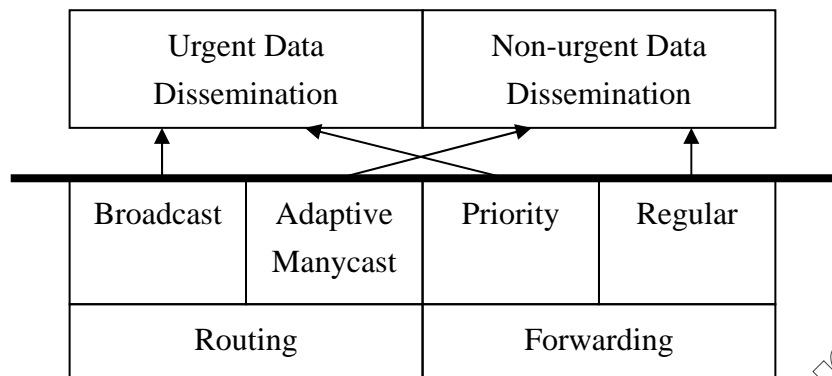 Urgent Data
Dissemination
Non-urgent Data
Dissemination
Broadcast
Adaptive
Manycast
Priority
Regular
Routing
Forwarding